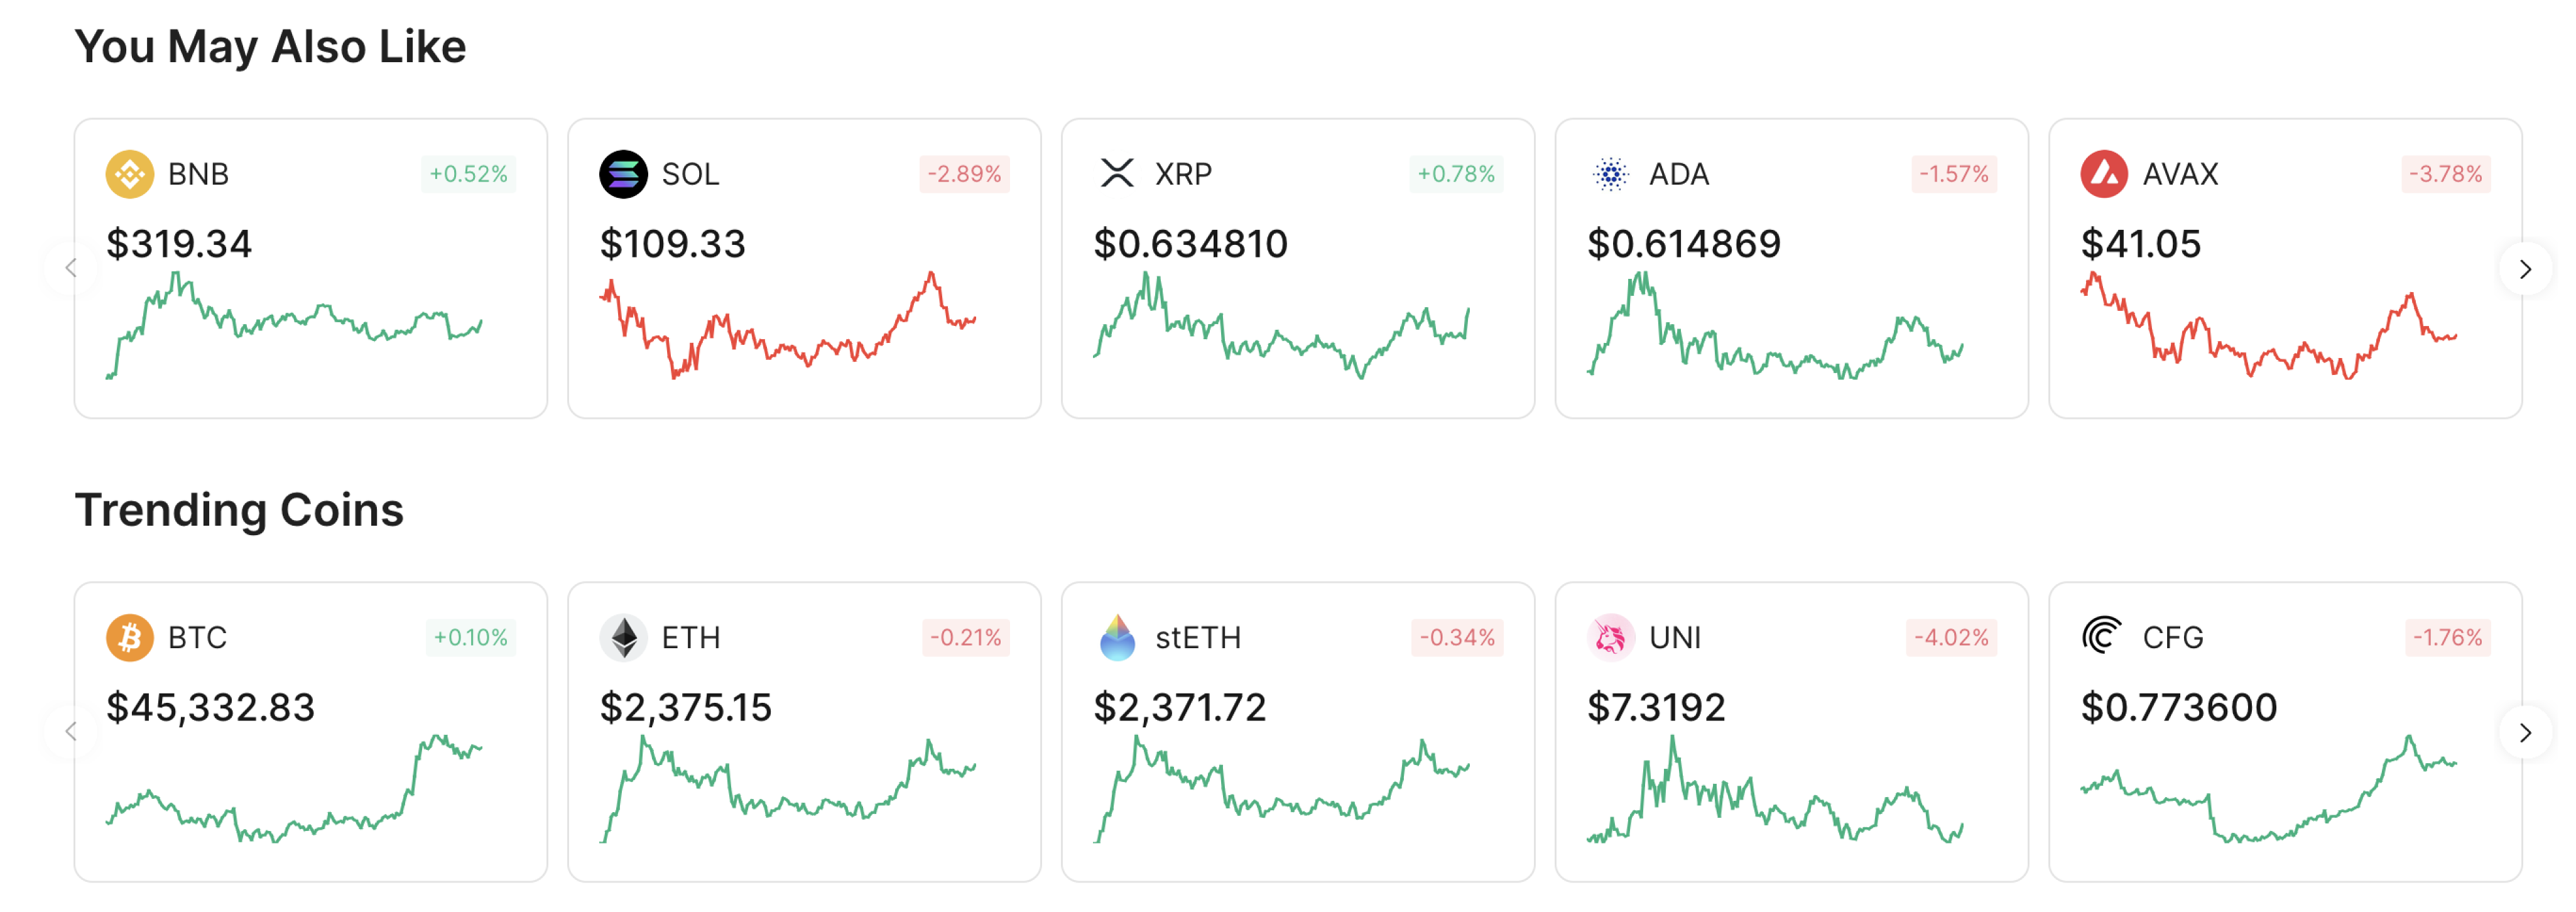 You May Also Like
BNB +0.52%
$319.34
SOL -2.89%
$109.33
XRP +0.78%
$0.634810
ADA -1.57%
$0.614869
AVAX -3.78%
$41.05
Trending Coins
BTC +0.10%
$45,332.83
ETH -0.21%
$2,375.15
stETH -0.34%
$2,371.72
UNI -4.02%
$7.3192
CFG -1.76%
$0.773600